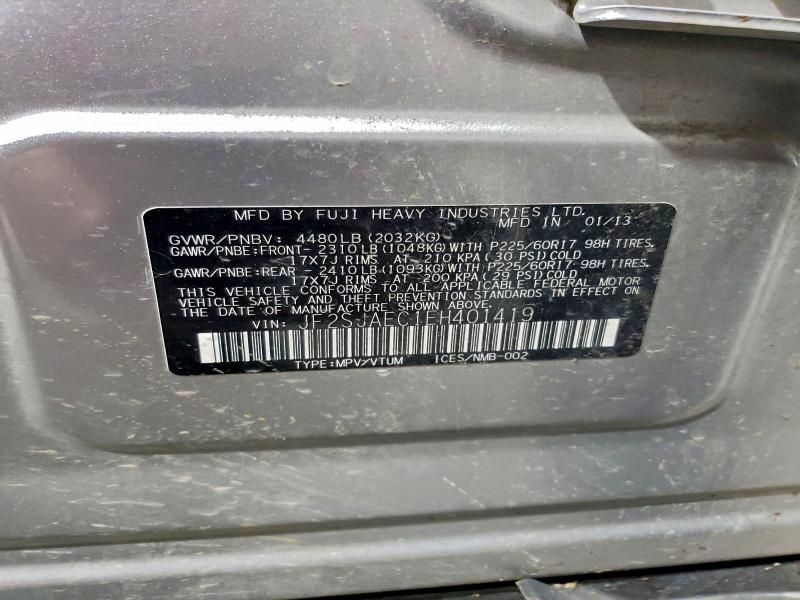 MFD BY FUJI HEAVY INDUSTRIES LTD.
MFD IN 01/13
GVWR/PNBV: 4480LB(2032KG)
GAWR/PNBE:FRONT- 2310LB(1048KG)WITH P225/60R17 98H TIRES.
17X7J RIMS AT 210 KPA(30 PSI)COLD
GAWR/PNBE:REAR - 2410LB(1093KG)WITH P225/60R17 98H TIRES.
17X7J RIMS AT 200 KPA(29 PSI)COLD
THIS VEHICLE CONFORMS TO ALL APPLICABLE FEDERAL MOTOR
VEHICLE SAFETY AND THEFT PREVENTION STANDARDS IN EFFECT ON
THE DATE OF MANUFACTURE SHOWN ABOVE.
VIN: JF2SJAEC1EH401419
TYPE:MPV/VTUM ICES/NMB-002